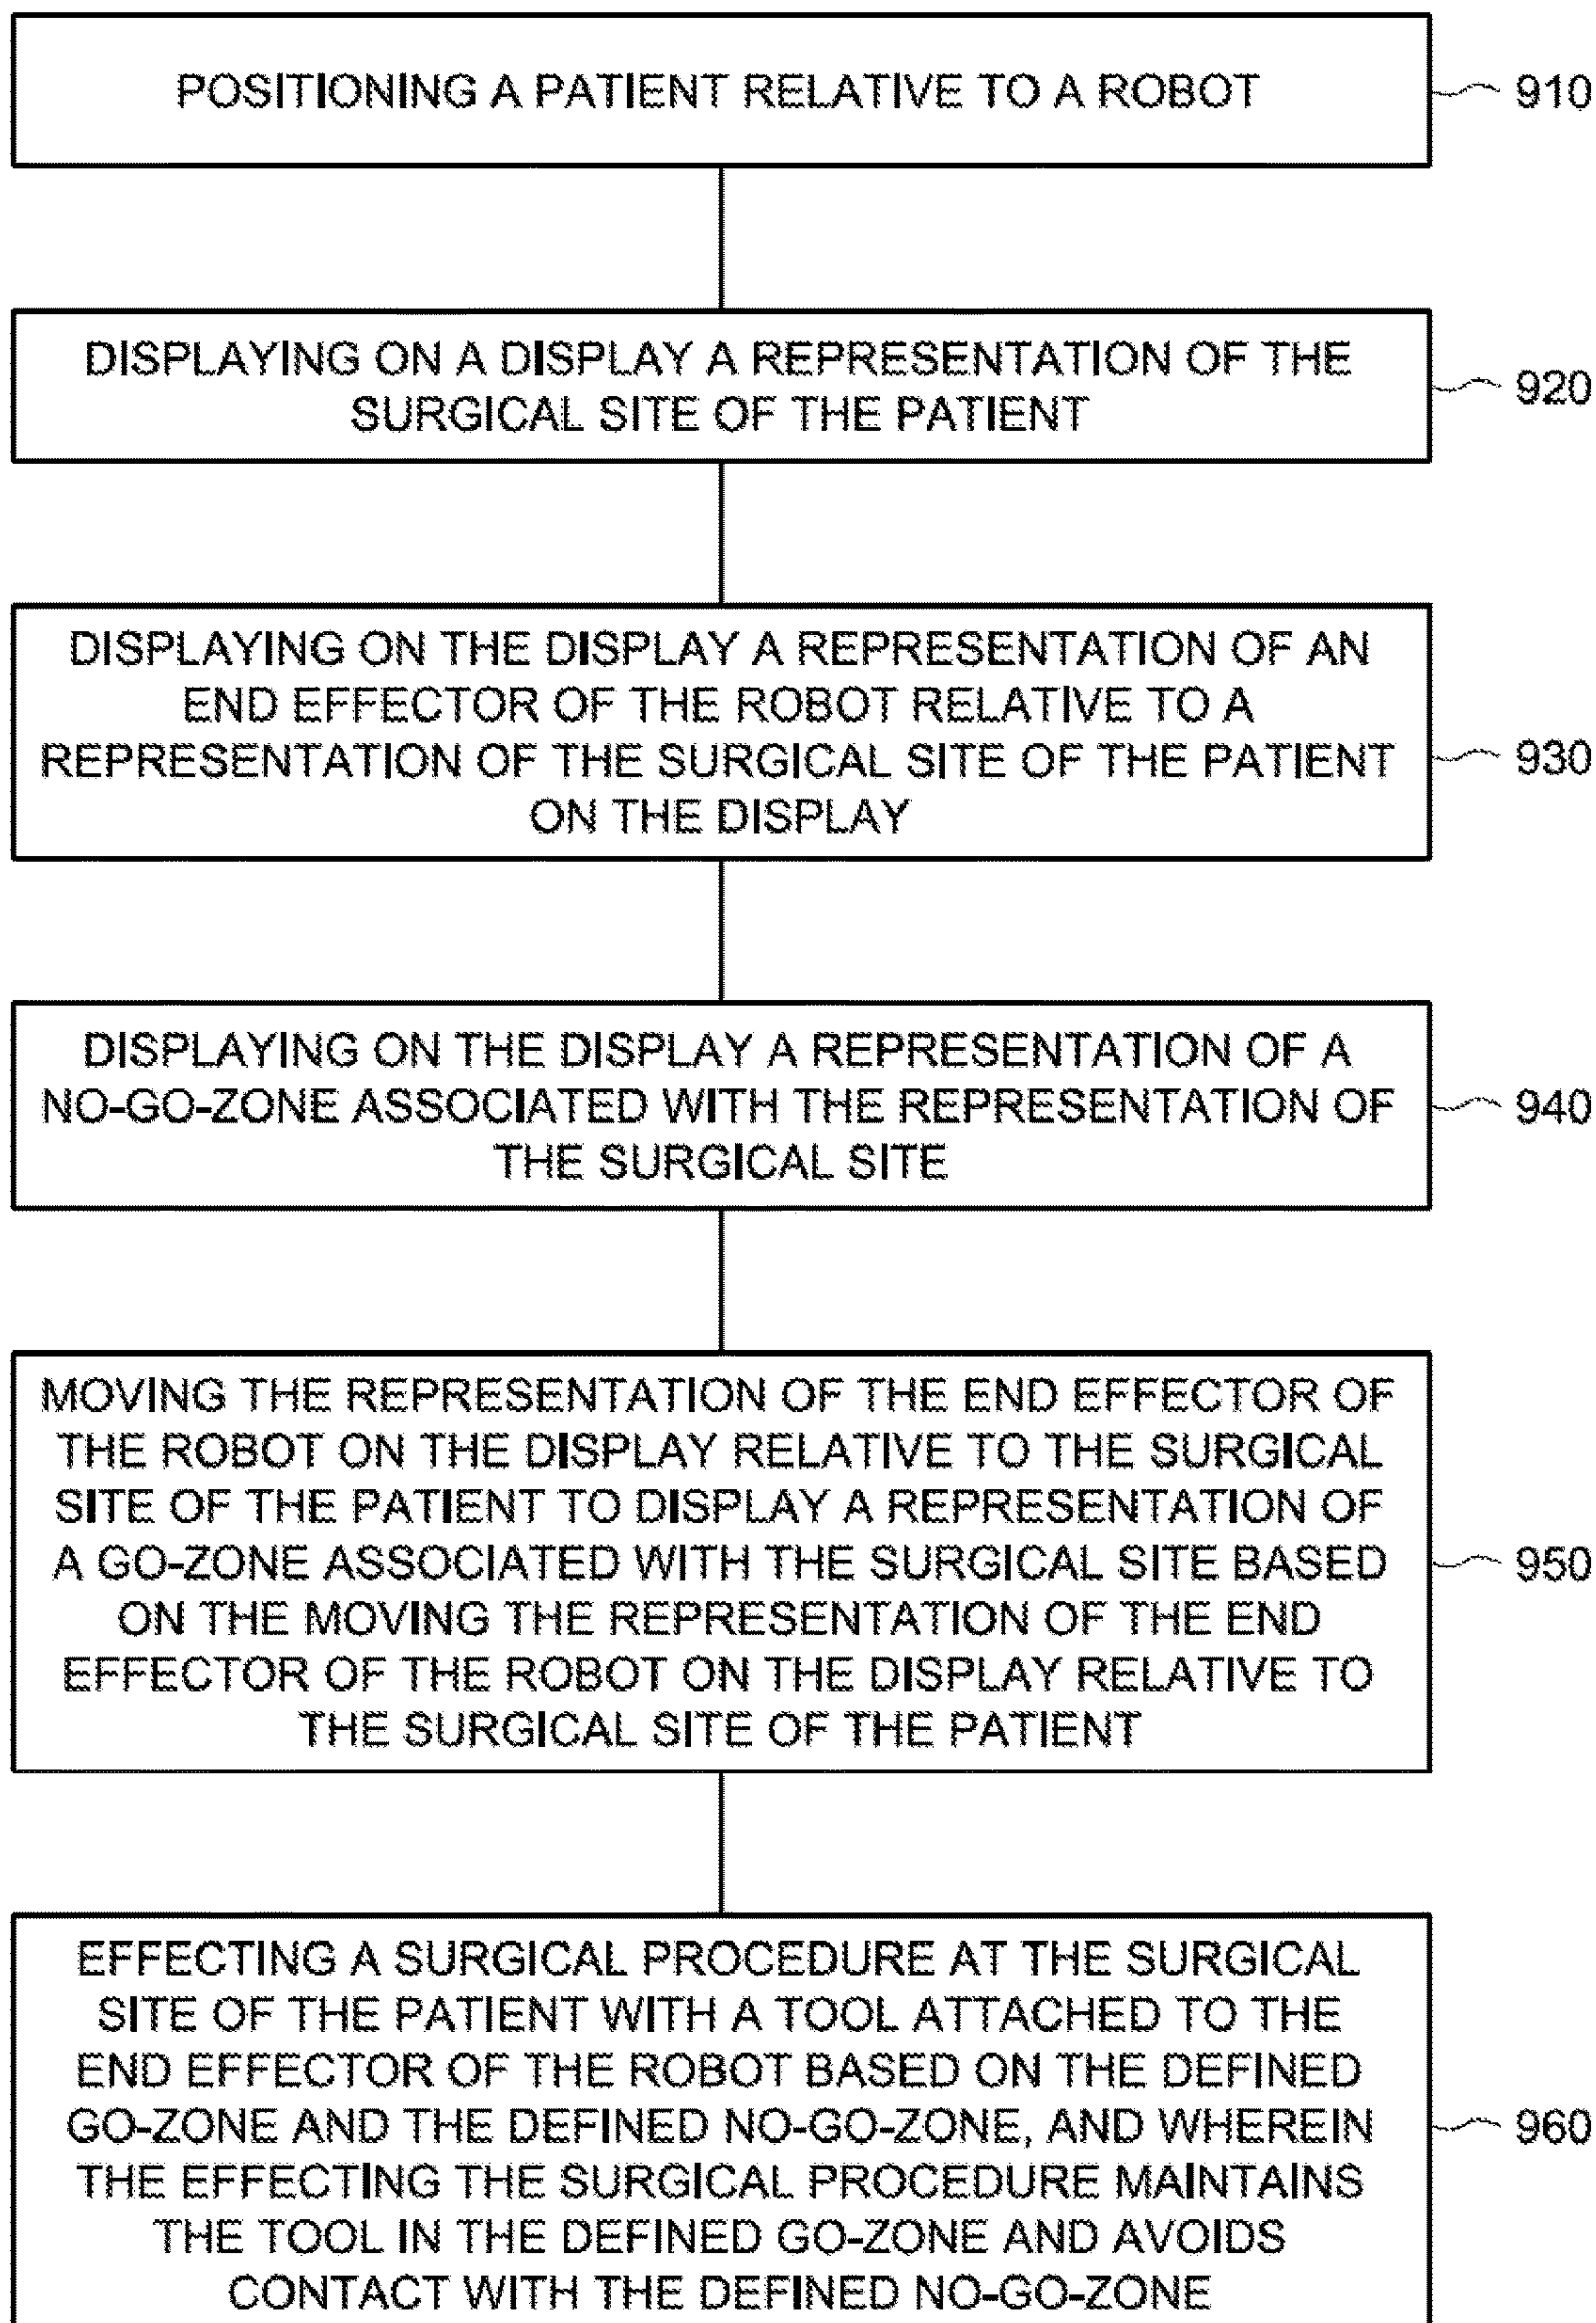 POSITIONING A PATIENT RELATIVE TO A ROBOT
910
DISPLAYING ON A DISPLAY A REPRESENTATION OF THE
SURGICAL SITE OF THE PATIENT
920
DISPLAYING ON THE DISPLAY A REPRESENTATION OF AN
END EFFECTOR OF THE ROBOT RELATIVE TO A
REPRESENTATION OF THE SURGICAL SITE OF THE PATIENT
ON THE DISPLAY
930
DISPLAYING ON THE DISPLAY A REPRESENTATION OF A
NO-GO-ZONE ASSOCIATED WITH THE REPRESENTATION OF
THE SURGICAL SITE
940
MOVING THE REPRESENTATION OF THE END EFFECTOR OF
THE ROBOT ON THE DISPLAY RELATIVE TO THE SURGICAL
SITE OF THE PATIENT TO DISPLAY A REPRESENTATION OF
A GO-ZONE ASSOCIATED WITH THE SURGICAL SITE BASED
ON THE MOVING THE REPRESENTATION OF THE END
EFFECTOR OF THE ROBOT ON THE DISPLAY RELATIVE TO
THE SURGICAL SITE OF THE PATIENT
950
EFFECTING A SURGICAL PROCEDURE AT THE SURGICAL
SITE OF THE PATIENT WITH A TOOL ATTACHED TO THE
END EFFECTOR OF THE ROBOT BASED ON THE DEFINED
GO-ZONE AND THE DEFINED NO-GO-ZONE, AND WHEREIN
THE EFFECTING THE SURGICAL PROCEDURE MAINTAINS
THE TOOL IN THE DEFINED GO-ZONE AND AVOIDS
CONTACT WITH THE DEFINED NO-GO-ZONE
960